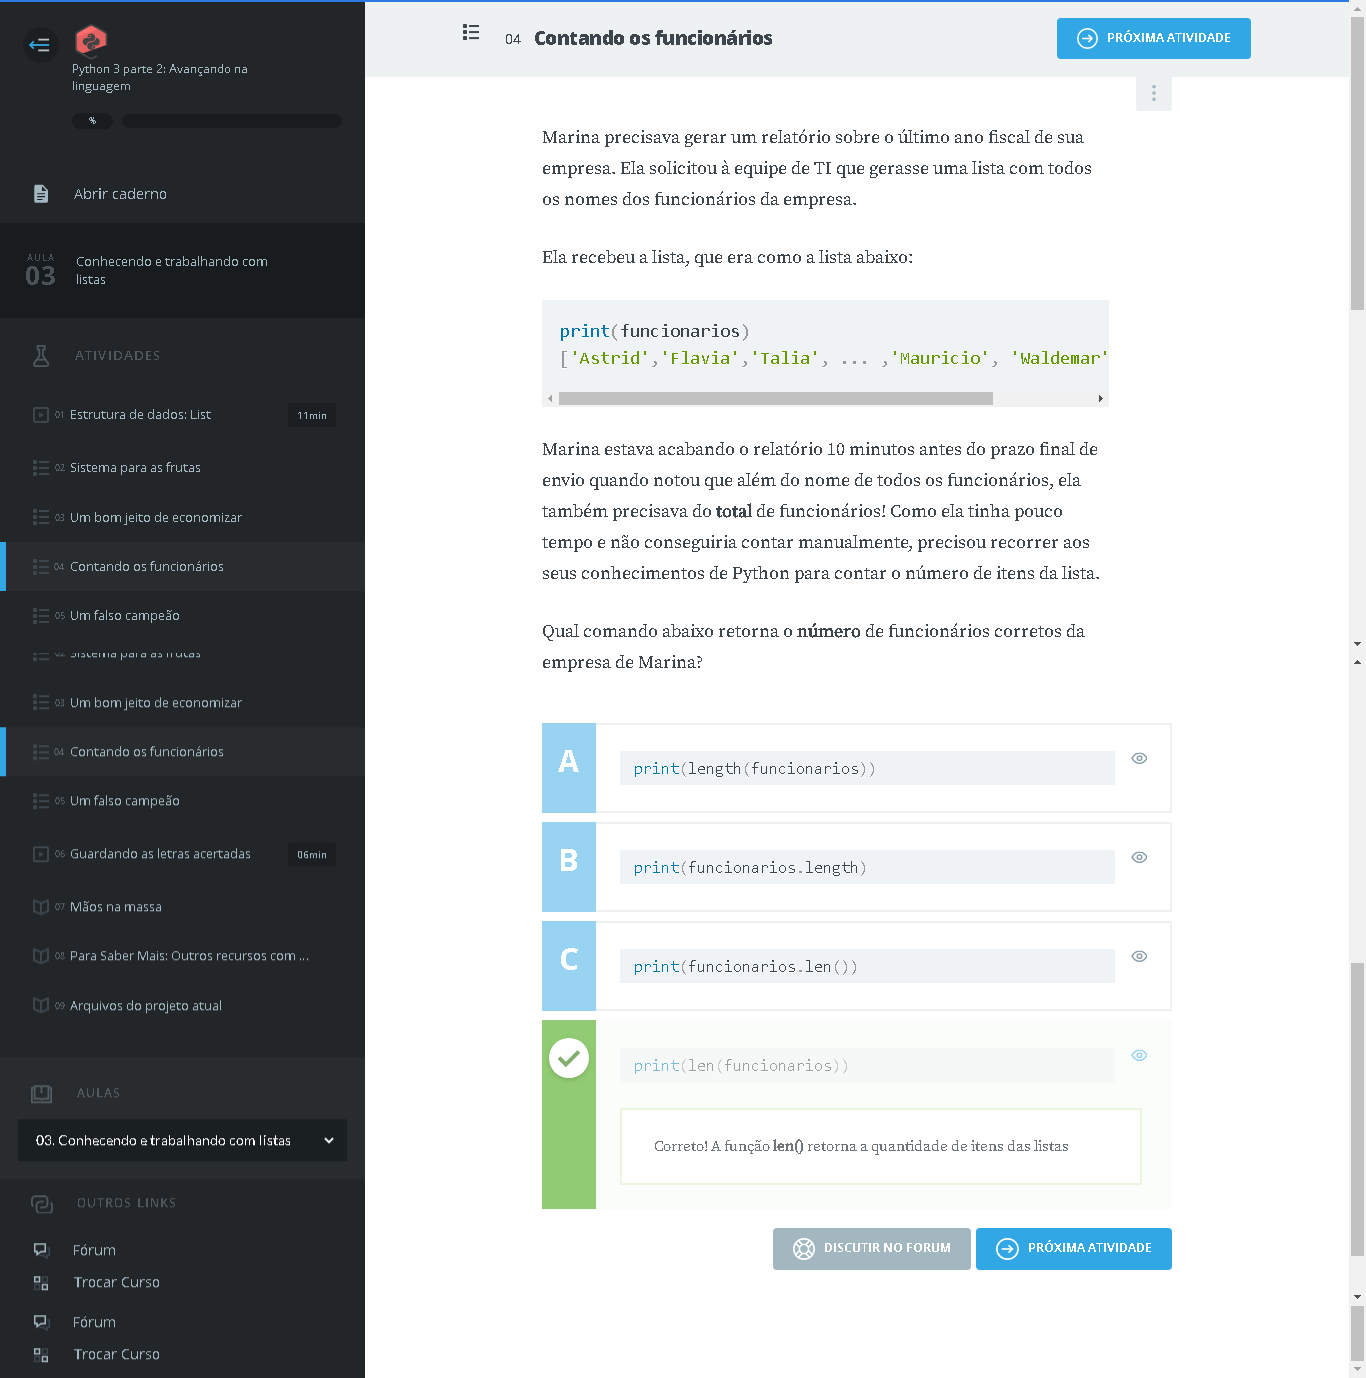 Python 3 parte 2: Avançando na
linguagem
%
Abrir caderno
AULA
03
Conhecendo e trabalhando com
listas
ATIVIDADES
01 Estrutura de dados: List 11min
02 Sistema para as frutas
03 Um bom jeito de economizar
04 Contando os funcionários
05 Um falso campeão
02 Sistema para as frutas
03 Um bom jeito de economizar
04 Contando os funcionários
05 Um falso campeão
06 Guardando as letras acertadas 06min
07 Mãos na massa
08 Para Saber Mais: Outros recursos com ...
09 Arquivos do projeto atual
AULAS
03. Conhecendo e trabalhando com listas
OUTROS LINKS
Fórum
Trocar Curso
Fórum
Trocar Curso
04 Contando os funcionários
PRÓXIMA ATIVIDADE
Marina precisava gerar um relatório sobre o último ano fiscal de sua
empresa. Ela solicitou à equipe de TI que gerasse uma lista com todos
os nomes dos funcionários da empresa.
Ela recebeu a lista, que era como a lista abaixo:
print(funcionarios)
['Astrid','Flavia','Talia', ... ,'Mauricio', 'Waldemar'
Marina estava acabando o relatório 10 minutos antes do prazo final de
envio quando notou que além do nome de todos os funcionários, ela
também precisava do total de funcionários! Como ela tinha pouco
tempo e não conseguiria contar manualmente, precisou recorrer aos
seus conhecimentos de Python para contar o número de itens da lista.
Qual comando abaixo retorna o número de funcionários corretos da
empresa de Marina?
A
print(length(funcionarios))
B
print(funcionarios.length)
C
print(funcionarios.len())
print(len(funcionarios))
Correto! A função len() retorna a quantidade de itens das listas
DISCUTIR NO FORUM
PRÓXIMA ATIVIDADE